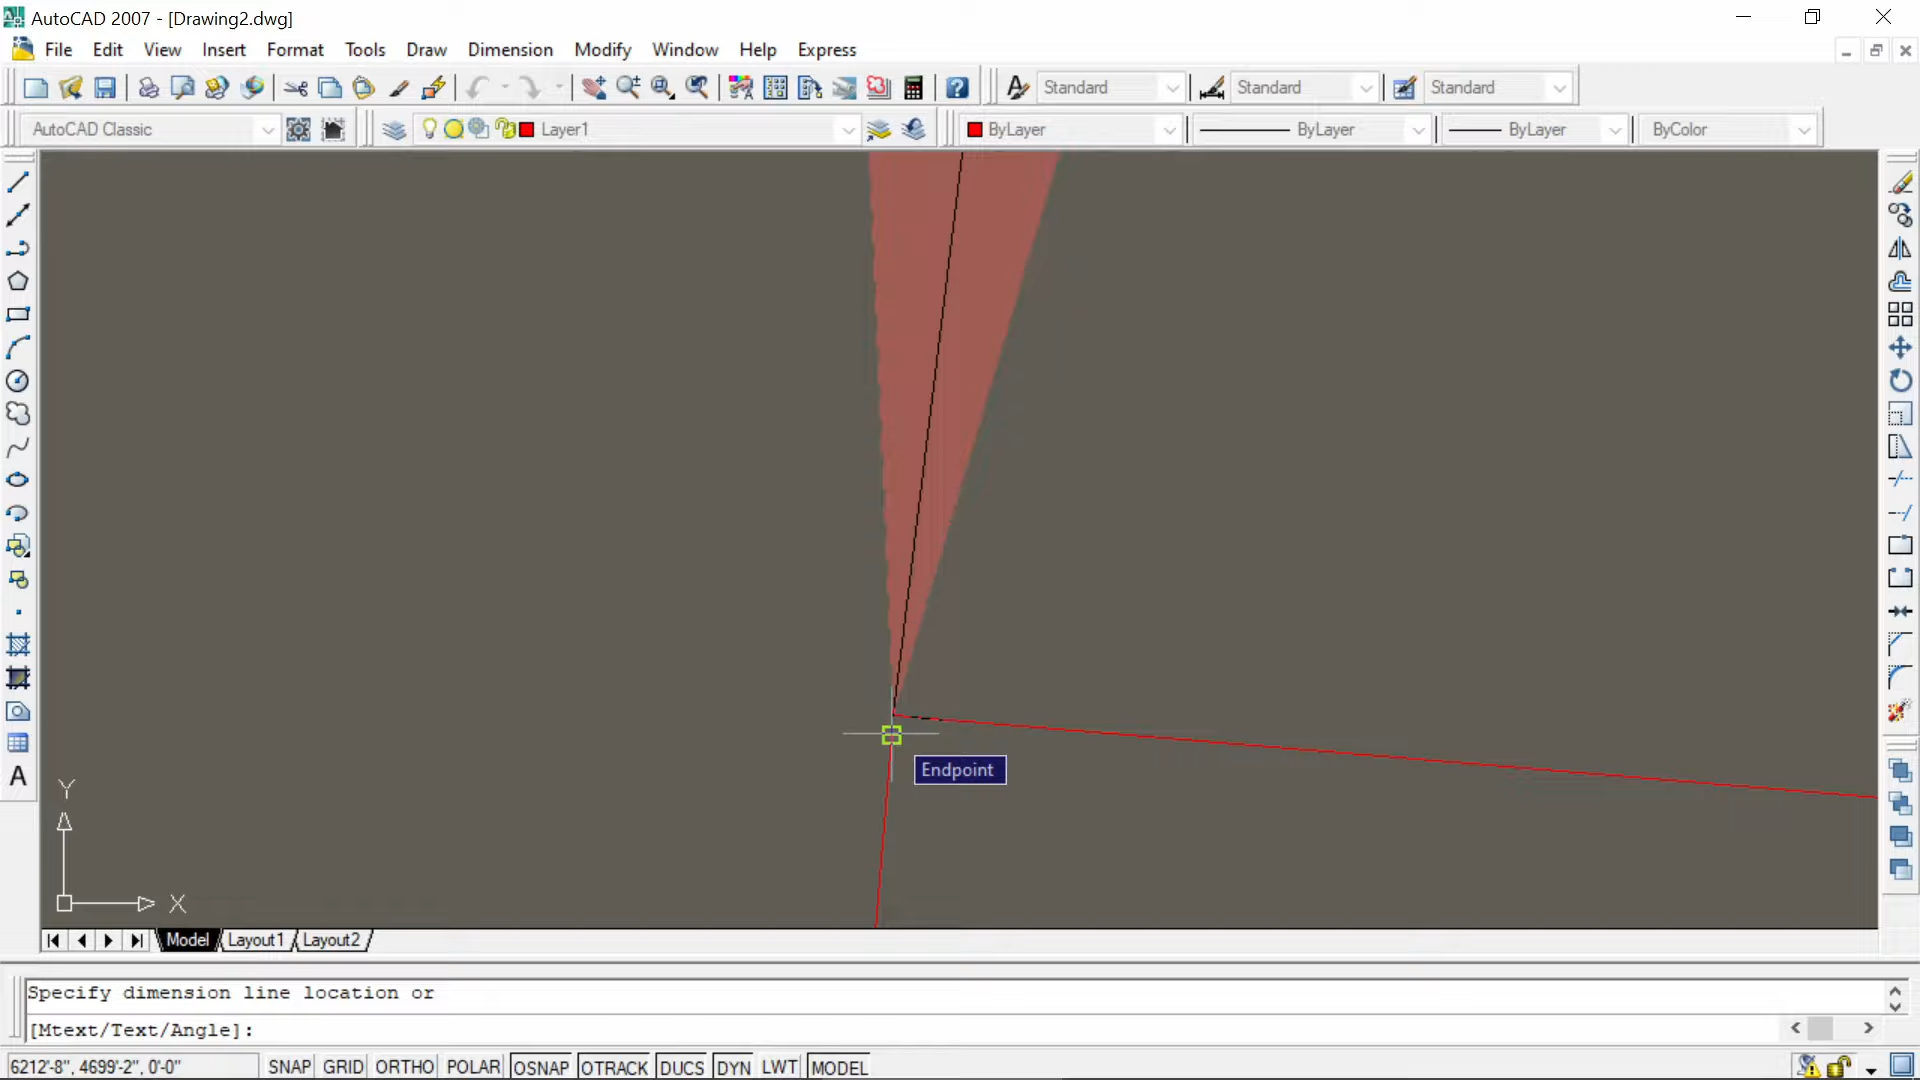 AutoCAD 2007 - [Drawing2.dwg]
File Edit View Insert Format Tools Draw Dimension Modify Window Help Express
Standard Standard Standard
AutoCAD Classic Layer1 ByLayer ByLayer ByLayer ByColor
A
Endpoint
Y
X
Model Layout1 Layout2
Specify dimension line location or
[Mtext/Text/Angle]:
6212'-8", 4699'-2", 0'-0" SNAP GRID ORTHO POLAR OSNAP OTRACK DUCS DYN LWT MODEL